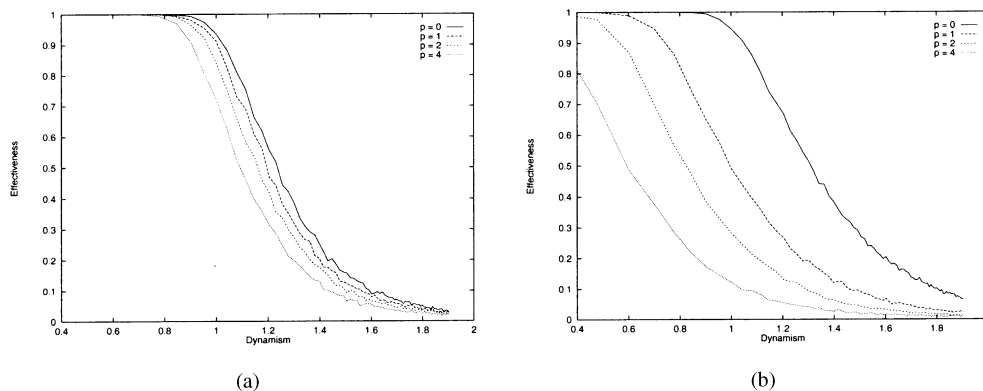 1
0.9
0.8
0.7
0.6
0.5
0.4
0.3
0.2
0.1
0
Effectiveness
0.4
0.6
0.8
1.0
1.2
1.4
1.6
1.8
2
Dynamism
p = 0
p = 1
p = 2
p = 4
(a)
1
0.9
0.8
0.7
0.6
0.5
0.4
0.3
0.2
0.1
0
Effectiveness
0.4
0.6
0.8
1
1.2
1.4
1.6
1.8
Dynamism
p = 0
p = 1
p = 2
p = 4
(b)